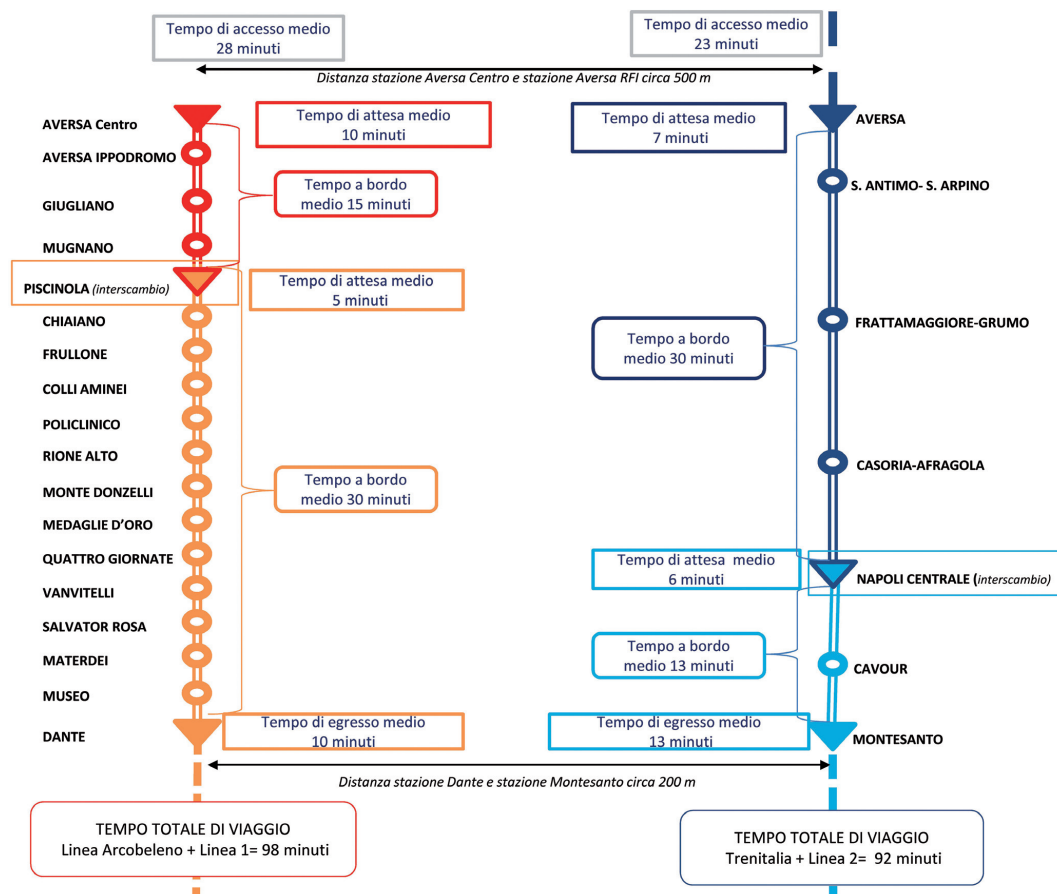 Tempo di accesso medio
28 minuti
Tempo di accesso medio
23 minuti
Distanza stazione Aversa Centro e stazione Aversa RFI circa 500 m
AVERSA Centro
Tempo di attesa medio
10 minuti
AVERSA IPPODROMO
Tempo a bordo
medio 15 minuti
GIUGLIANO
MUGNANO
PISCINOLA (interscambio)
Tempo di attesa medio
5 minuti
CHIAIANO
FRULLONE
COLLI AMINEI
POLICLINICO
RIONE ALTO
MONTE DONZELLI
Tempo a bordo
medio 30 minuti
MEDAGLIE D'ORO
QUATTRO GIORNATE
VANVITELLI
SALVATOR ROSA
MATERDEI
MUSEO
DANTE
Tempo di egresso medio
10 minuti
Tempo di attesa medio
7 minuti
AVERSA
S. ANTIMO- S. ARPINO
FRATTAMAGGIORE-GRUMO
Tempo a bordo
medio 30 minuti
CASORIA-AFRAGOLA
Tempo di attesa medio
6 minuti
NAPOLI CENTRALE (interscambio)
Tempo a bordo
medio 13 minuti
CAVOUR
Tempo di egresso medio
13 minuti
MONTESANTO
Distanza stazione Dante e stazione Montesanto circa 200 m
TEMPO TOTALE DI VIAGGIO
Linea Arcobeleno + Linea 1= 98 minuti
TEMPO TOTALE DI VIAGGIO
Trenitalia + Linea 2= 92 minuti